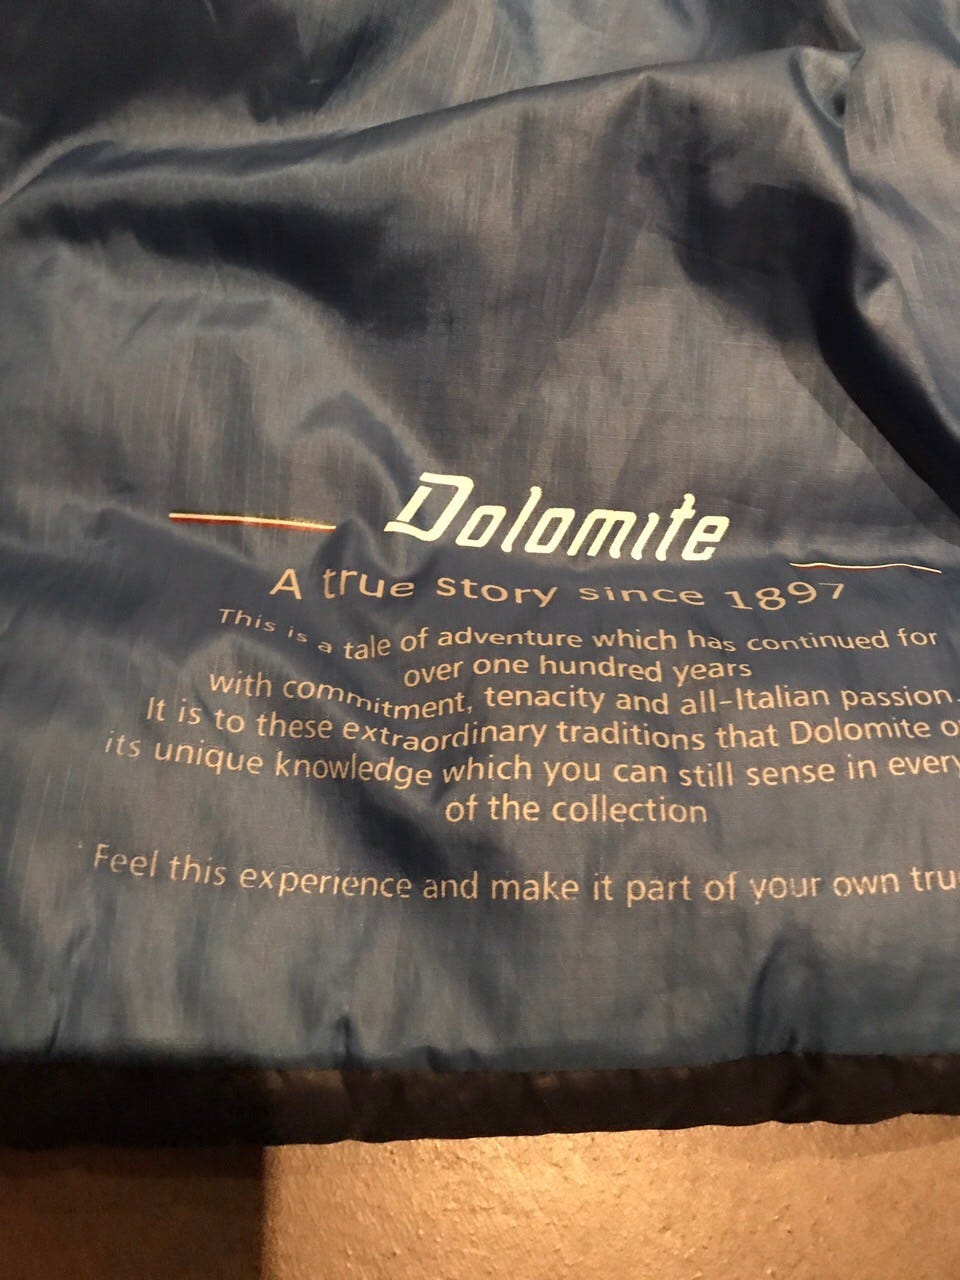 Dolomite
A true story since 1897
This is a tale of adventure which has continued for
over one hundred years
with commitment, tenacity and all-Italian passion.
It is to these extraordinary traditions that Dolomite
its unique knowledge which you can still sense in
of the collection
Feel this experience and make it part of your own